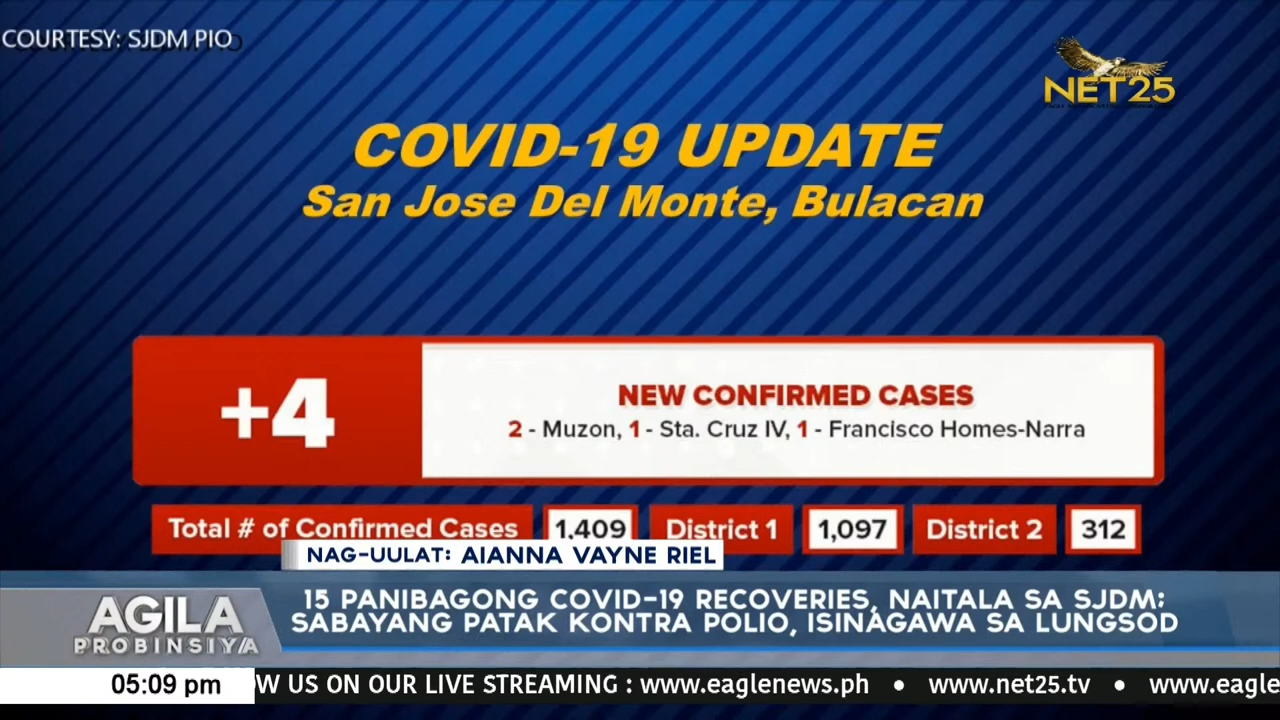 COURTESY: SJDM PIO
NET25
COVID-19 UPDATE
San Jose Del Monte, Bulacan
+4
NEW CONFIRMED CASES
2 - Muzon, 1 - Sta. Cruz IV, 1 - Francisco Homes-Narra
Total # of Confirmed Cases 1,409 District 1 1,097 District 2 312
NAG-UULAT: AIANNA VAYNE RIEL
AGILA
PROBINSIYA
15 PANIBAGONG COVID-19 RECOVERIES, NAITALA SA SJDM:
SABAYANG PATAK KONTRA POLIO, ISINAGAWA SA LUNGSOD
05:09 pm
W US ON OUR LIVE STREAMING : www.eaglenews.ph • www.net25.tv • www.eagle